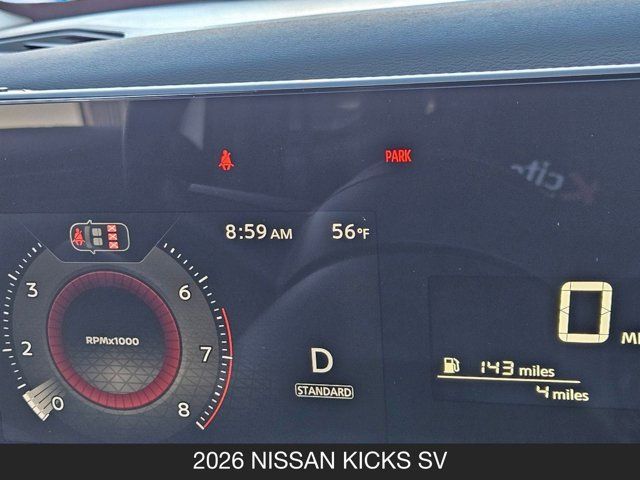 PARK
8:59 AM 56°F
3 6
RPMx1000
2 7
0 8
D
STANDARD
0
143 miles
4 miles
2026 NISSAN KICKS SV